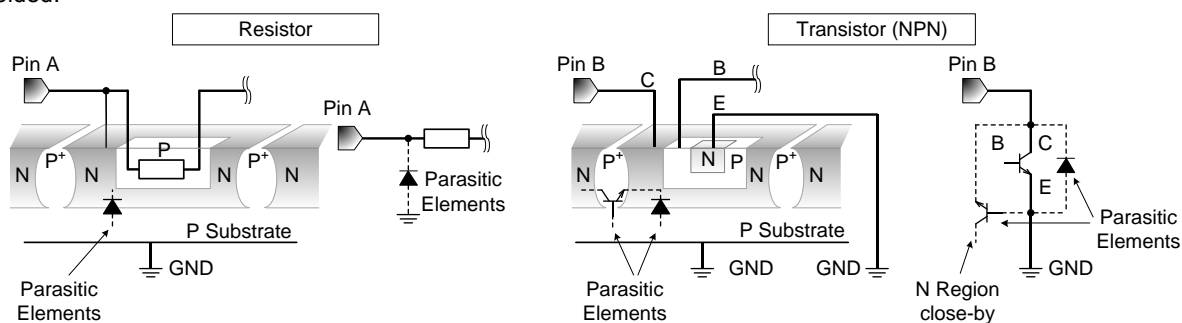 Resistor
Transistor (NPN)
Pin A
Pin A
N
P+
N
P
N
P+
N
Parasitic
Elements
P Substrate
GND
Parasitic
Elements
Pin B
C
B
E
N
P+
N
N
P
N
P+
N
P Substrate
GND
GND
Parasitic
Elements
Pin B
B
C
E
Parasitic
Elements
GND
N Region
close-by